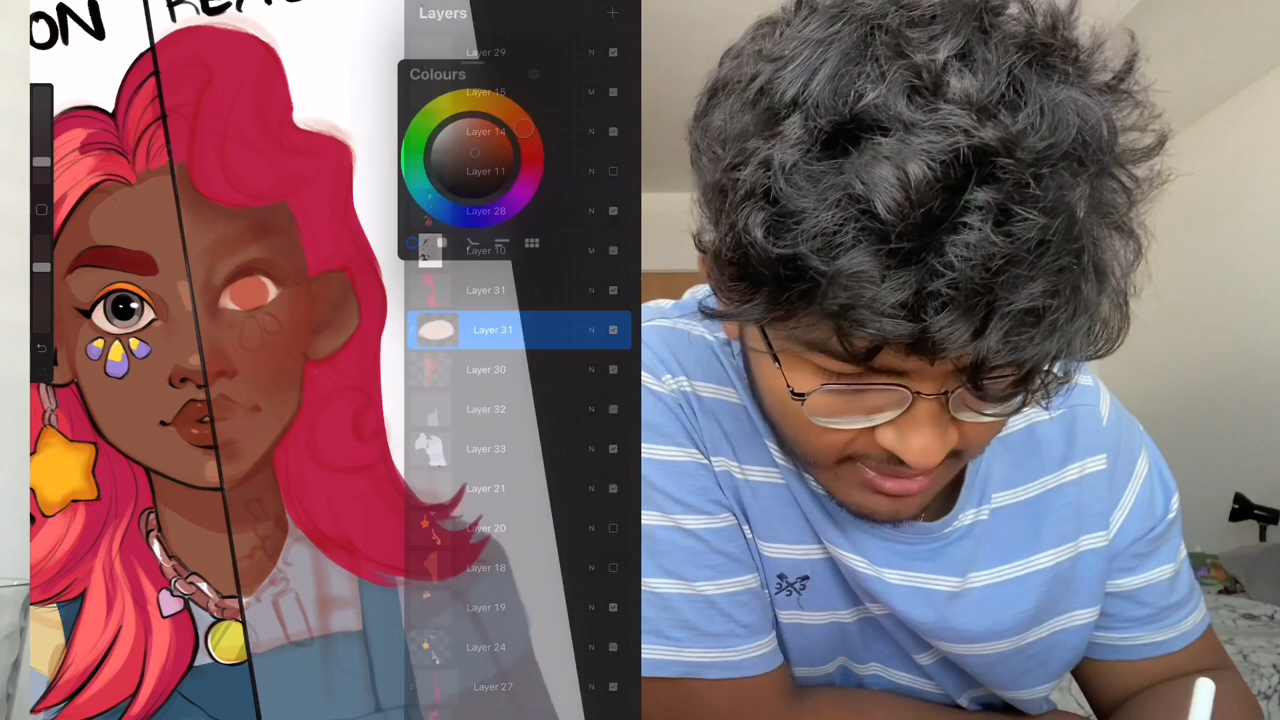 ON
Layers
Layer 29
N
Colours
Layer 15
M
Layer 14
N
Layer 11
N
Layer 28
N
Layer 10
M
Layer 31
N
Layer 31
N
Layer 30
N
Layer 32
N
Layer 33
N
Layer 21
N
Layer 20
N
Layer 18
N
Layer 19
N
Layer 24
N
Layer 27
N